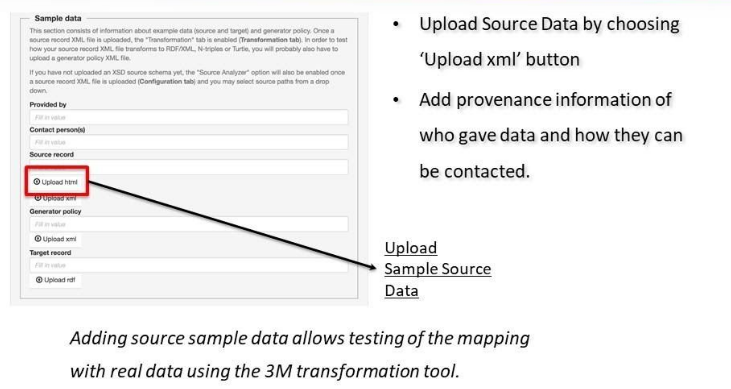 Sample data
This section consists of information about example data (source and target) and generator policy. Once a
source record XML file is uploaded, the "Transformation" tab is enabled (Transformation tab). In order to test
how your source record XML file transforms to RDF/XML, N-triples or Turtle, you will probably also have to
upload a generator policy XML file.
If you have not uploaded an XSD source schema yet, the "Source Analyzer" option will also be enabled once
a source record XML file is uploaded (Configuration tab) and you may select source paths from a drop
down.
Provided by
Fill in value
Contact person(s)
Fill in value
Source record
Upload html
Upload xml
Generator policy
Fill in value
Upload xml
Target record
Fill in value
Upload rdf
• Upload Source Data by choosing
‘Upload xml’ button
• Add provenance information of
who gave data and how they can
be contacted.
Upload
Sample Source
Data
Adding source sample data allows testing of the mapping
with real data using the 3M transformation tool.